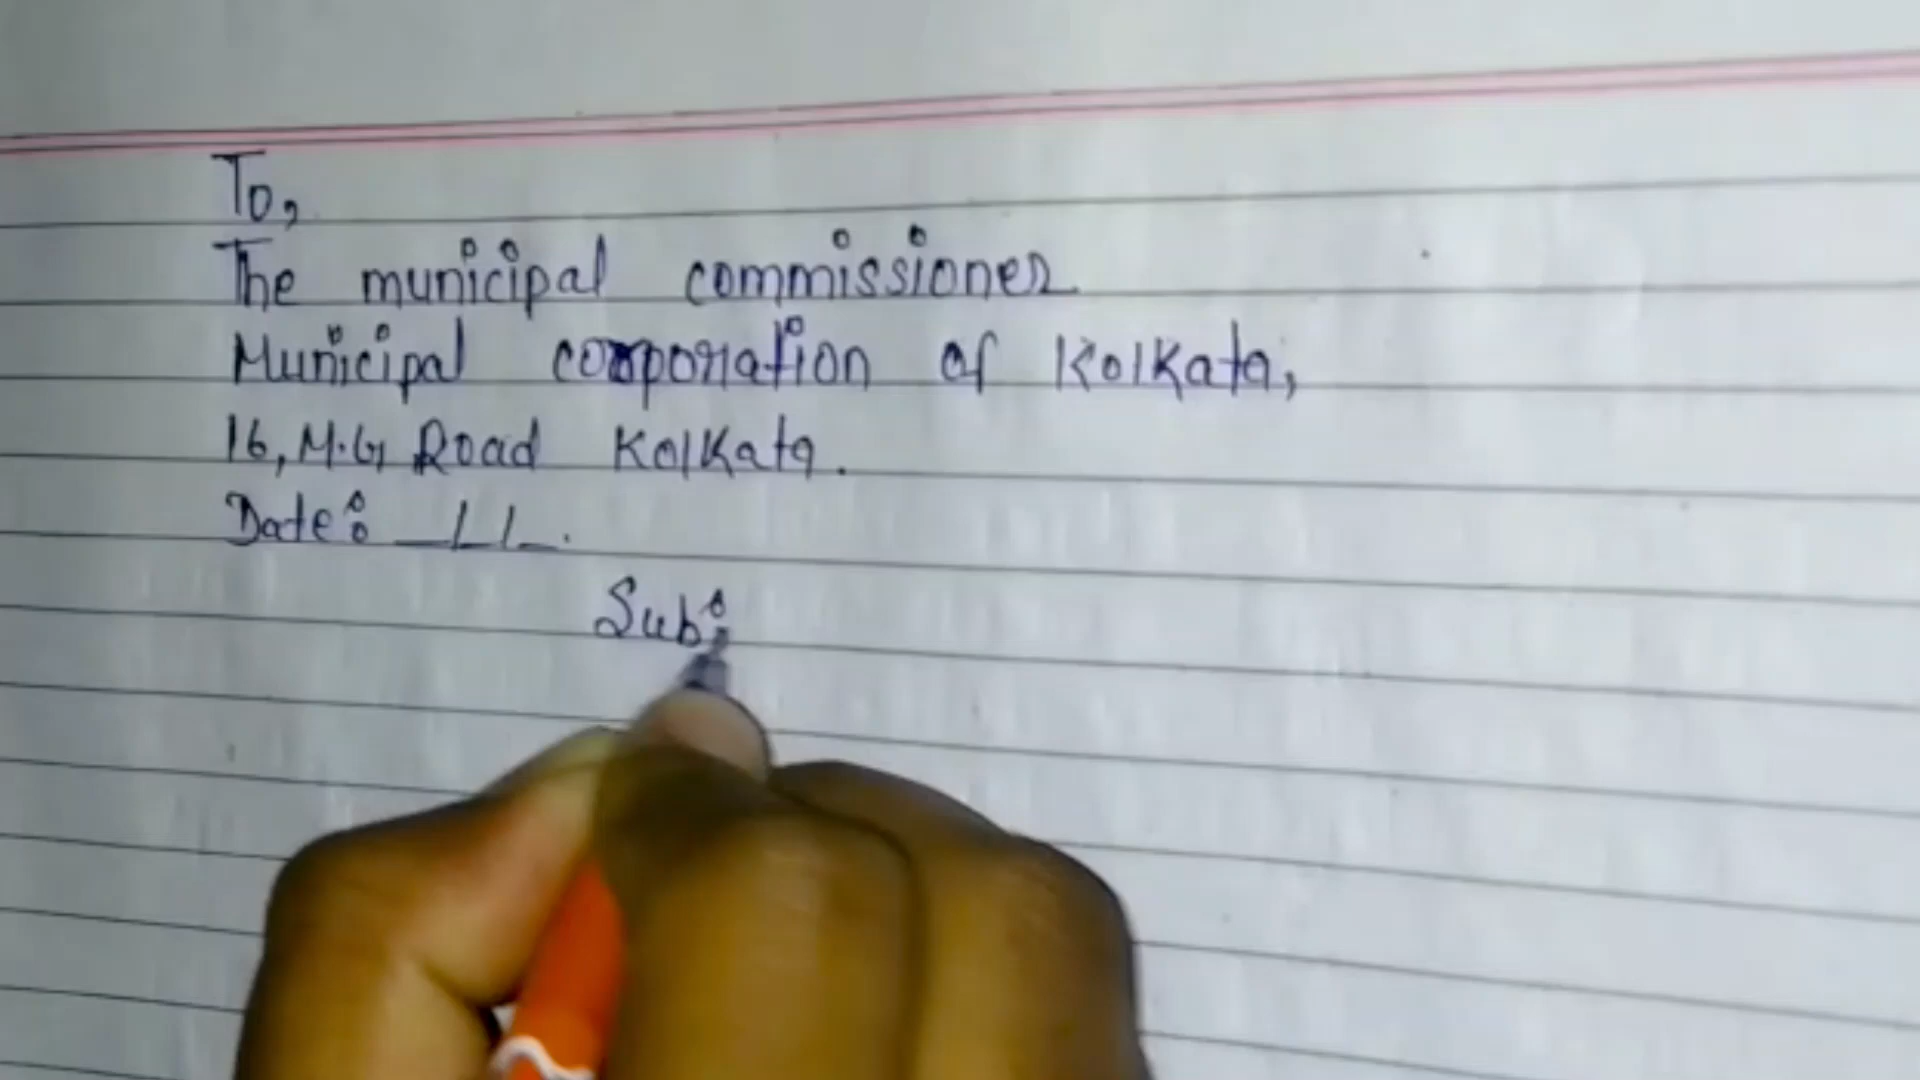 To,
The municipal commissioner
Municipal corporation of Kolkata,
16, M.G Road Kolkata.
Date: _/_/_.
Sub: